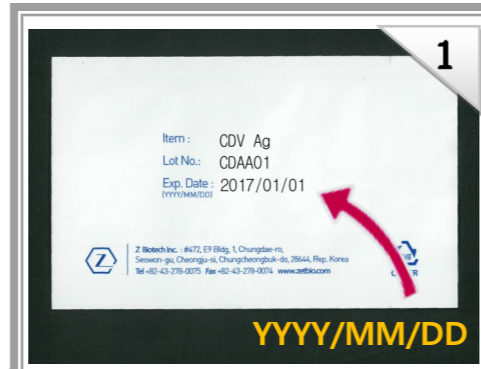 1
Item : CDV Ag
Lot No.: CDAA01
Exp. Date : 2017/01/01
[YYYY/MM/DD]
Z Biotech Inc. : #472, E9 Bldg, 1, Chungdae-ro,
Seowon-gu, Cheongju-si, Chungcheongbuk-do, 28644, Rep. Korea
Tel +82-43-278-0075 Fax +82-43-278-0074 www.zetbio.com
Z
YYYY/MM/DD